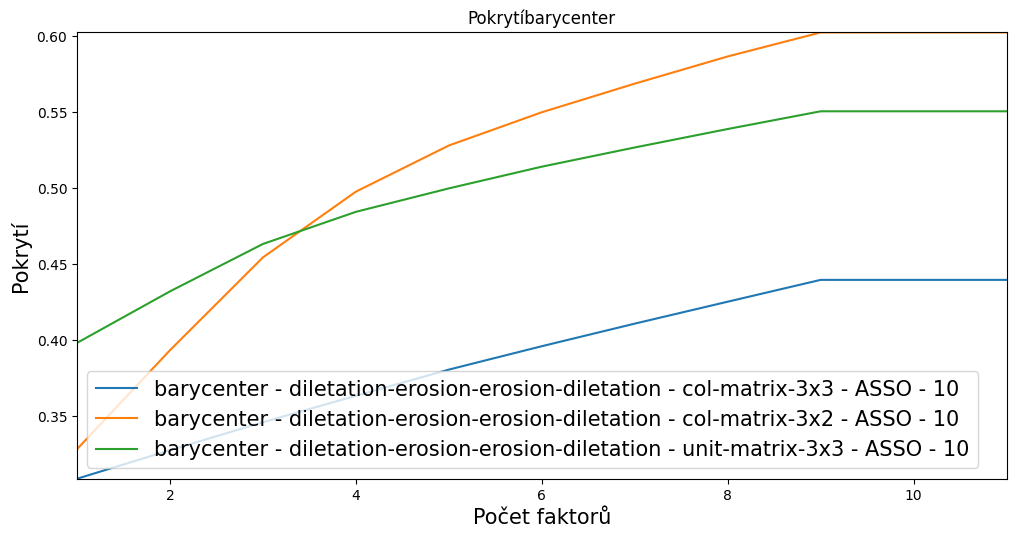 Pokrytíbarycenter
0.60
0.55
0.50
0.45
0.40
0.35
Pokrytí
barycenter - diletation-erosion-erosion-diletation - col-matrix-3x3 - ASSO - 10
barycenter - diletation-erosion-erosion-diletation - col-matrix-3x2 - ASSO - 10
barycenter - diletation-erosion-erosion-diletation - unit-matrix-3x3 - ASSO - 10
2 4 6 8 10
Počet faktorů